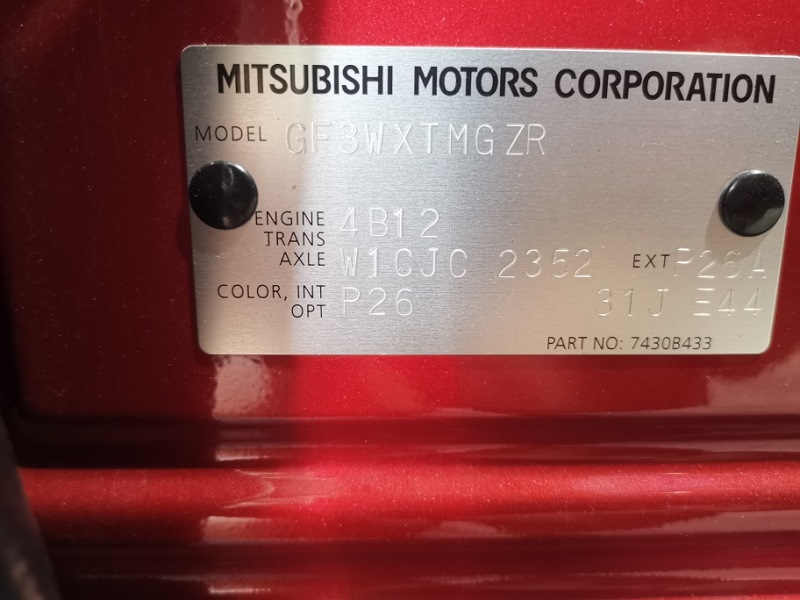 MITSUBISHI MOTORS CORPORATION
MODEL GF3WXTMGZR
ENGINE 4B12
TRANS
AXLE W1CJC 2352 EXT P26A
COLOR, INT P26 31J E44
OPT
PART NO: 7430B433